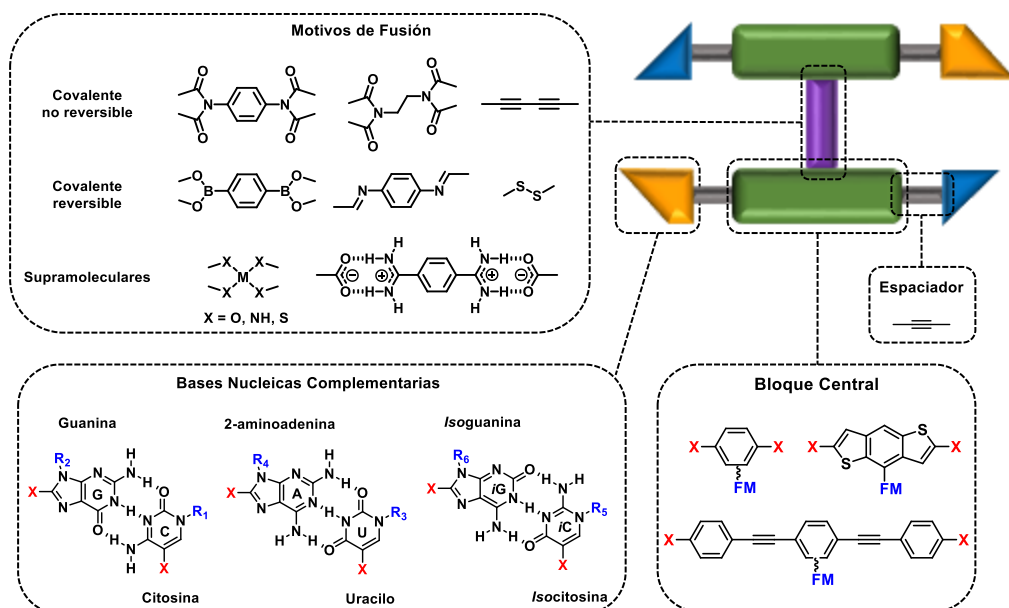 Motivos de Fusión
Covalente
no reversible
O O O O
N N
O O O O
N N
Covalente
reversible
O O
B B
O O
N N
S S
Supramoleculares
X X
M
X X
X = O, NH, S
H H
O H N N H O
− + + −
O H N N H O
H H
Espaciador
Bases Nucleicas Complementarias
Guanina
2-aminoadenina
Isoguanina
R2 N N N H H
X G N H O
N O N N R1
H N C
H X
Citosina
R4 N N N H H
X A N H O
N N N R3
H N H O U
X
Uracilo
R6 N N O H H
X iG N H N
N N N N R5
H N H O iC
X
Isocitosina
Bloque Central
X X
FM
S
X X
S
FM
X X
FM